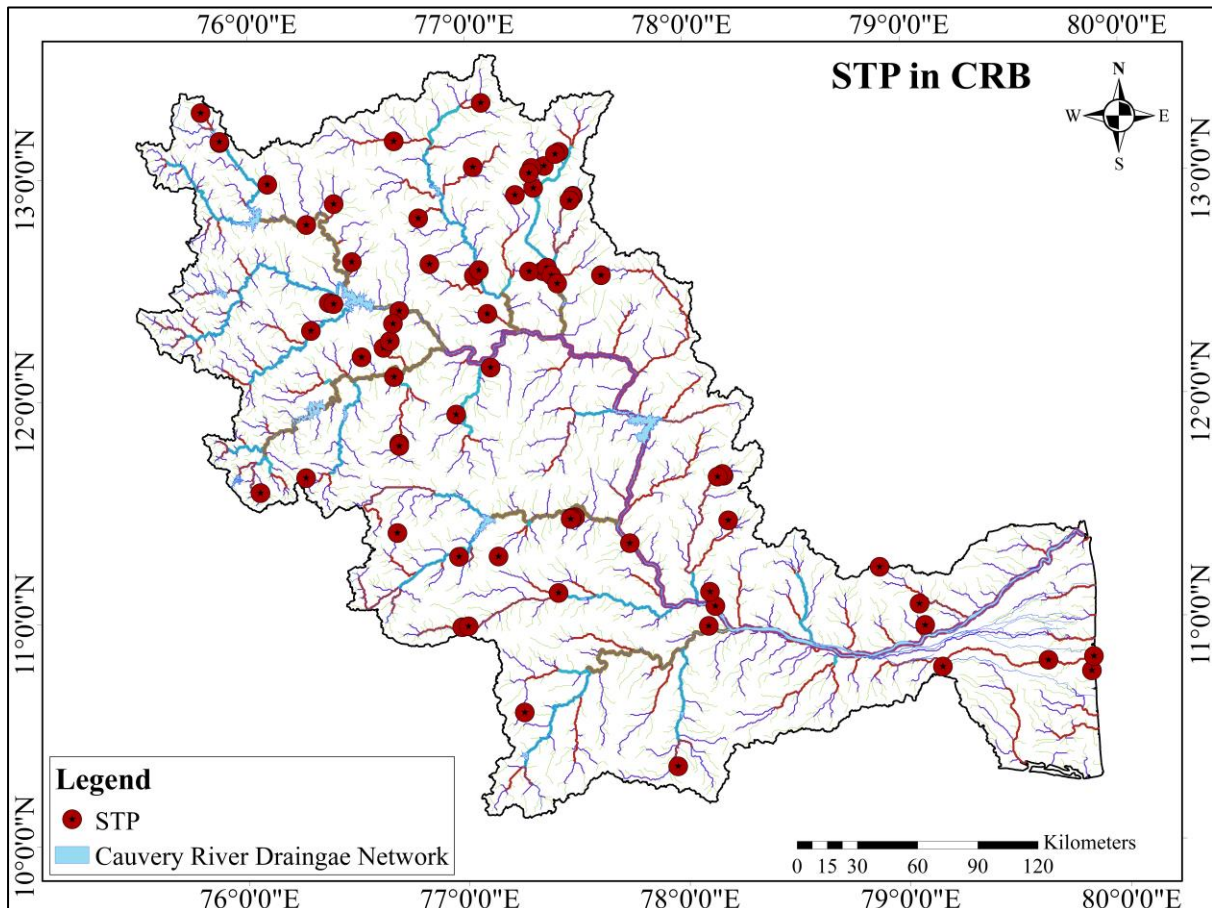 76°0'0"E 77°0'0"E 78°0'0"E 79°0'0"E 80°0'0"E
STP in CRB
N
W E
S
13°0'0"N 13°0'0"N
12°0'0"N 12°0'0"N
11°0'0"N 11°0'0"N
10°0'0"N
Legend
STP
Cauvery River Draingae Network
Kilometers
0 15 30 60 90 120
76°0'0"E 77°0'0"E 78°0'0"E 79°0'0"E 80°0'0"E